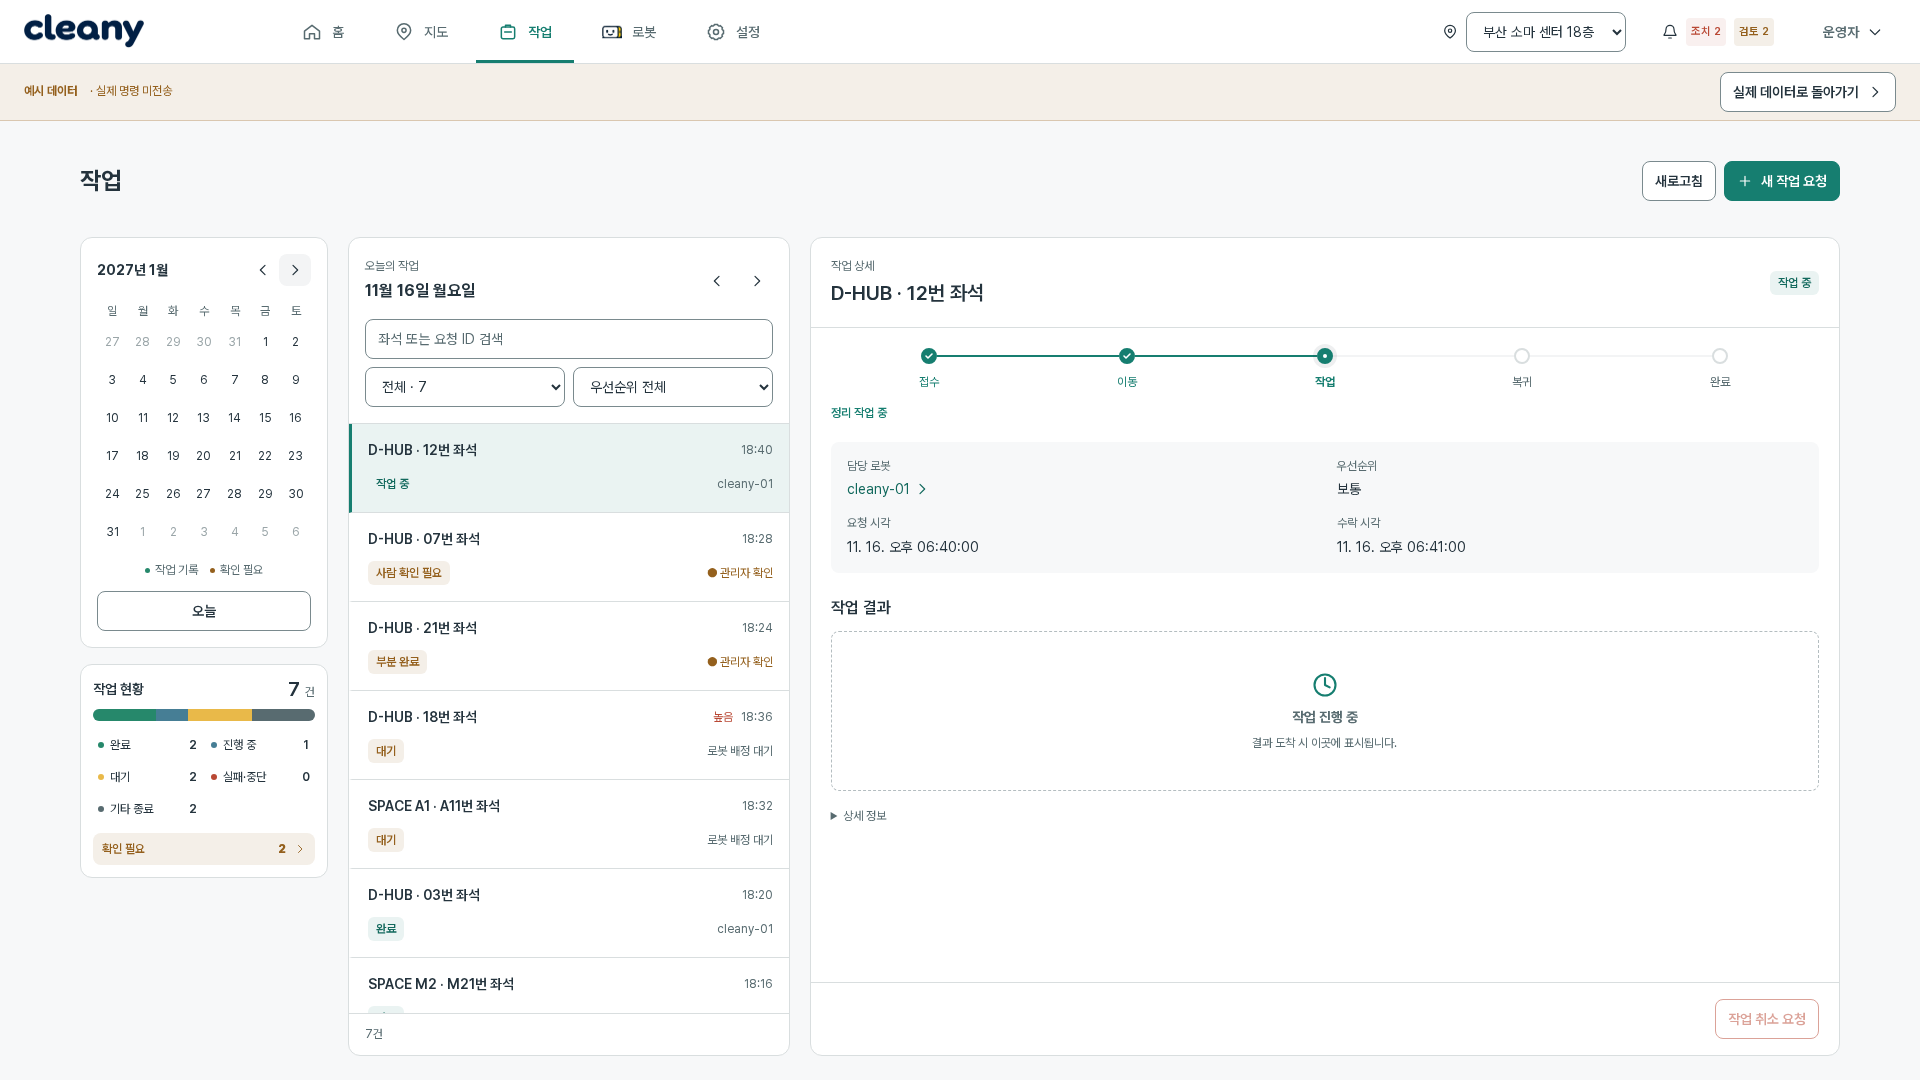 cleany
홈
지도
작업
로봇
설정
부산 소마 센터 18층
조치 2
검토 2
운영자
예시 데이터 · 실제 명령 미전송
실제 데이터로 돌아가기
작업
새로고침
새 작업 요청
2027년 1월
일 월 화 수 목 금 토
27 28 29 30 31 1 2
3 4 5 6 7 8 9
10 11 12 13 14 15 16
17 18 19 20 21 22 23
24 25 26 27 28 29 30
31 1 2 3 4 5 6
작업 기록 확인 필요
오늘
작업 현황 7 건
완료 2 진행 중 1
대기 2 실패·중단 0
기타 종료 2
확인 필요 2
오늘의 작업
11월 16일 월요일
좌석 또는 요청 ID 검색
전체 · 7
우선순위 전체
D-HUB · 12번 좌석 18:40
작업 중 cleany-01
D-HUB · 07번 좌석 18:28
사람 확인 필요 관리자 확인
D-HUB · 21번 좌석 18:24
부분 완료 관리자 확인
D-HUB · 18번 좌석 높음 18:36
대기 로봇 배정 대기
SPACE A1 · A11번 좌석 18:32
대기 로봇 배정 대기
D-HUB · 03번 좌석 18:20
완료 cleany-01
SPACE M2 · M21번 좌석 18:16
7건
작업 상세
D-HUB · 12번 좌석
작업 중
접수 이동 작업 복귀 완료
정리 작업 중
담당 로봇 우선순위
cleany-01 보통
요청 시각 수락 시각
11. 16. 오후 06:40:00 11. 16. 오후 06:41:00
작업 결과
작업 진행 중
결과 도착 시 이곳에 표시됩니다.
상세 정보
작업 취소 요청